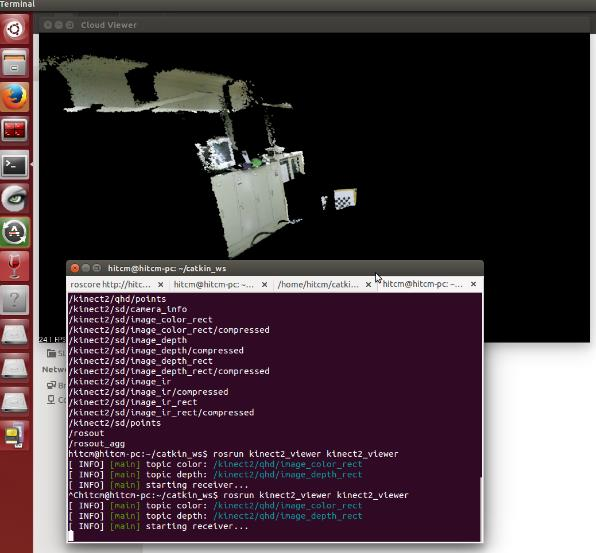 Terminal
Cloud Viewer
hitcm@hitcm-pc: ~/catkin_ws
roscore http://hitc... × hitcm@hitcm-pc: ~... × /home/hitcm/catki... × hitcm@hitcm-pc: ~... ×
/kinect2/qhd/points
/kinect2/sd/camera_info
/kinect2/sd/image_color_rect
/kinect2/sd/image_color_rect/compressed
/kinect2/sd/image_depth
/kinect2/sd/image_depth/compressed
/kinect2/sd/image_depth_rect
/kinect2/sd/image_depth_rect/compressed
/kinect2/sd/image_ir
/kinect2/sd/image_ir/compressed
/kinect2/sd/image_ir_rect
/kinect2/sd/image_ir_rect/compressed
/kinect2/sd/points
/rosout
/rosout_agg
hitcm@hitcm-pc:~/catkin_ws$ rosrun kinect2_viewer kinect2_viewer
[ INFO] [main] topic color: /kinect2/qhd/image_color_rect
[ INFO] [main] topic depth: /kinect2/qhd/image_depth_rect
[ INFO] [main] starting receiver...
^Chitcm@hitcm-pc:~/catkin_ws$ rosrun kinect2_viewer kinect2_viewer
[ INFO] [main] topic color: /kinect2/qhd/image_color_rect
[ INFO] [main] topic depth: /kinect2/qhd/image_depth_rect
[ INFO] [main] starting receiver...